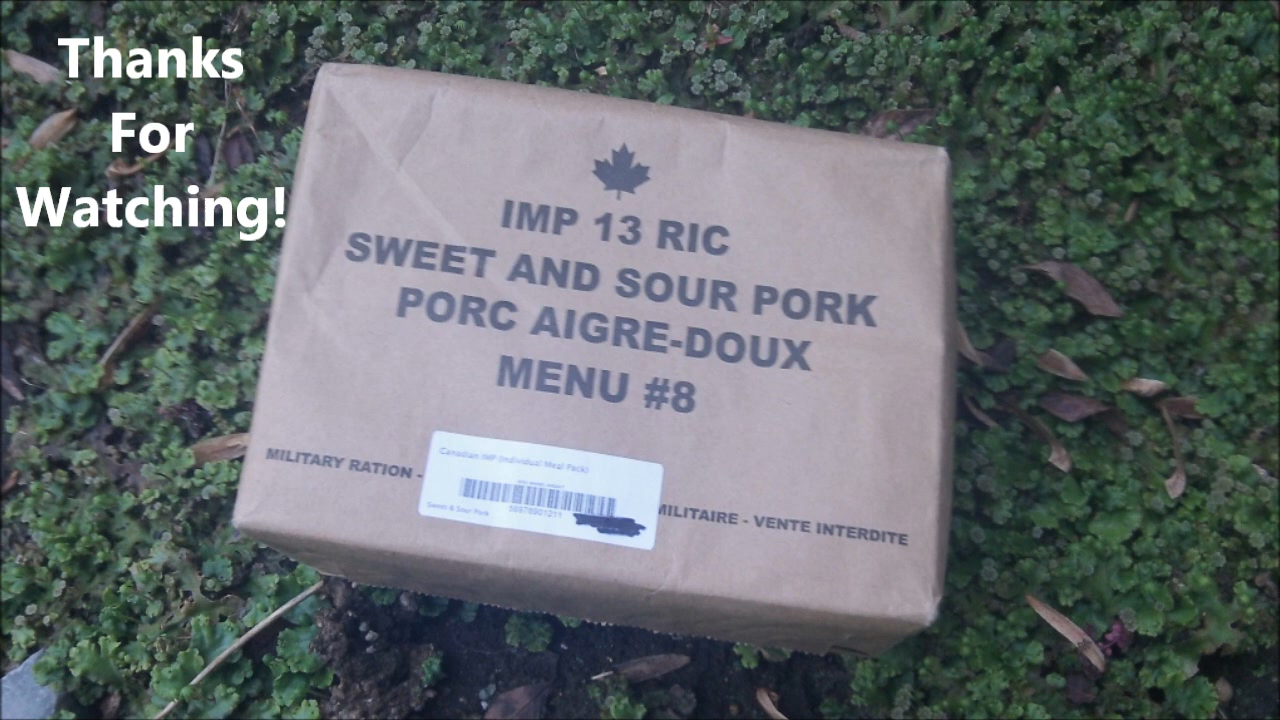 Thanks
For
Watching!
IMP 13 RIC
SWEET AND SOUR PORK
PORC AIGRE-DOUX
MENU #8
MILITARY RATION -
MILITAIRE - VENTE INTERDITE
Canadian IMP (Individual Meal Pack)
Sweet & Sour Pork